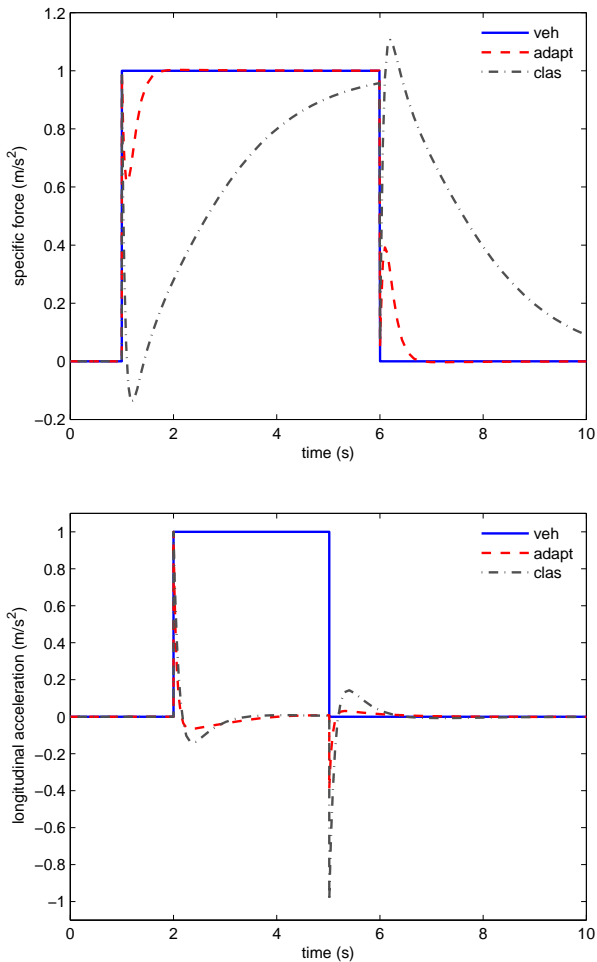 1.2
1
0.8
0.6
0.4
0.2
0
−0.2
specific force (m/s²)
veh
adapt
clas
0 2 4 6 8 10
time (s)
1
0.8
0.6
0.4
0.2
0
−0.2
−0.4
−0.6
−0.8
−1
longitudinal acceleration (m/s²)
veh
adapt
clas
0 2 4 6 8 10
time (s)